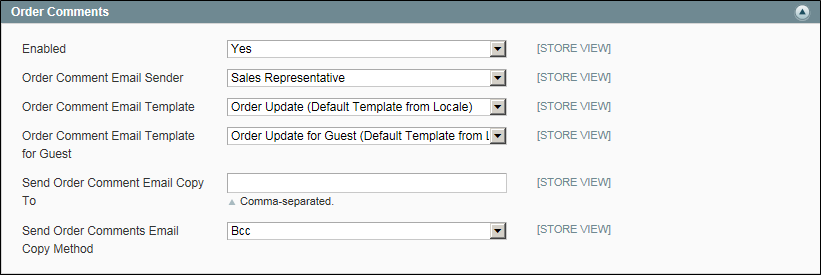 Order Comments
Enabled Yes [STORE VIEW]
Order Comment Email Sender Sales Representative [STORE VIEW]
Order Comment Email Template Order Update (Default Template from Locale) [STORE VIEW]
Order Comment Email Template Order Update for Guest (Default Template from L [STORE VIEW]
for Guest
Send Order Comment Email Copy [STORE VIEW]
To Comma-separated.
Send Order Comments Email Bcc [STORE VIEW]
Copy Method